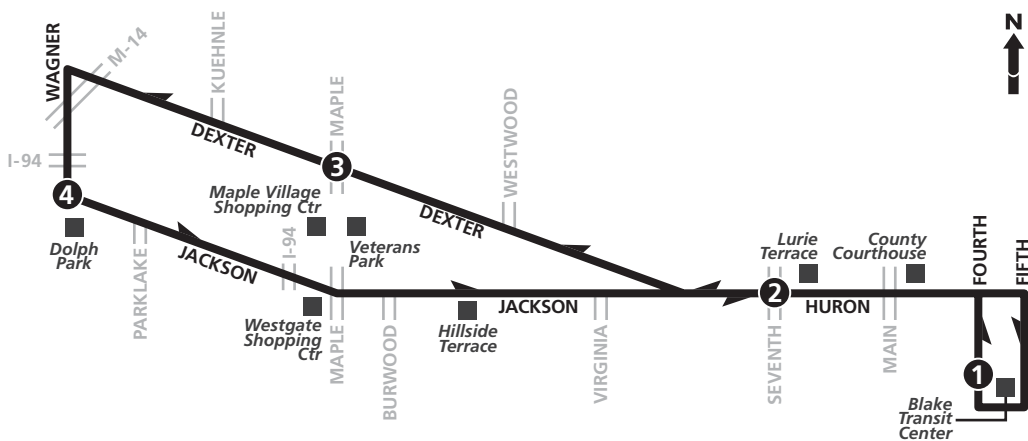 N
WAGNER
M-14
KUEHNLE
MAPLE
DEXTER
WESTWOOD
I-94
3
4
Maple Village
Shopping Ctr
DEXTER
Dolph
Park
PARKLAKE
JACKSON
I-94
Veterans
Park
Lurie
Terrace
County
Courthouse
FOURTH
FIFTH
2
Westgate
Shopping
Ctr
MAPLE
BURWOOD
Hillside
Terrace
JACKSON
VIRGINIA
SEVENTH
HURON
MAIN
1
Blake
Transit
Center